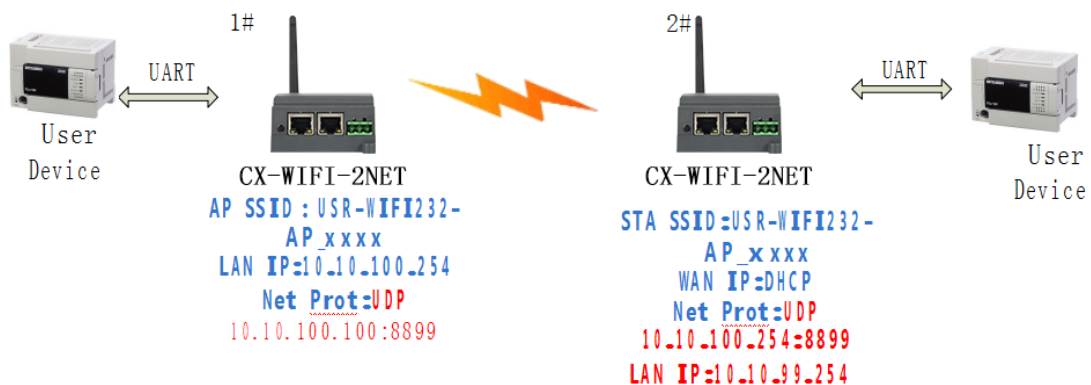 1#
2#
UART
UART
User
Device
User
Device
CX-WIFI-2NET
CX-WIFI-2NET
AP SSID：USR-WIFI232-
AP_xxxx
LAN IP=10.10.100.254
Net Prot=UDP
10.10.100.100:8899
STA SSID=USR-WIFI232-
AP_xxxx
WAN IP=DHCP
Net Prot=UDP
10.10.100.254=8899
LAN IP=10.10.99.254